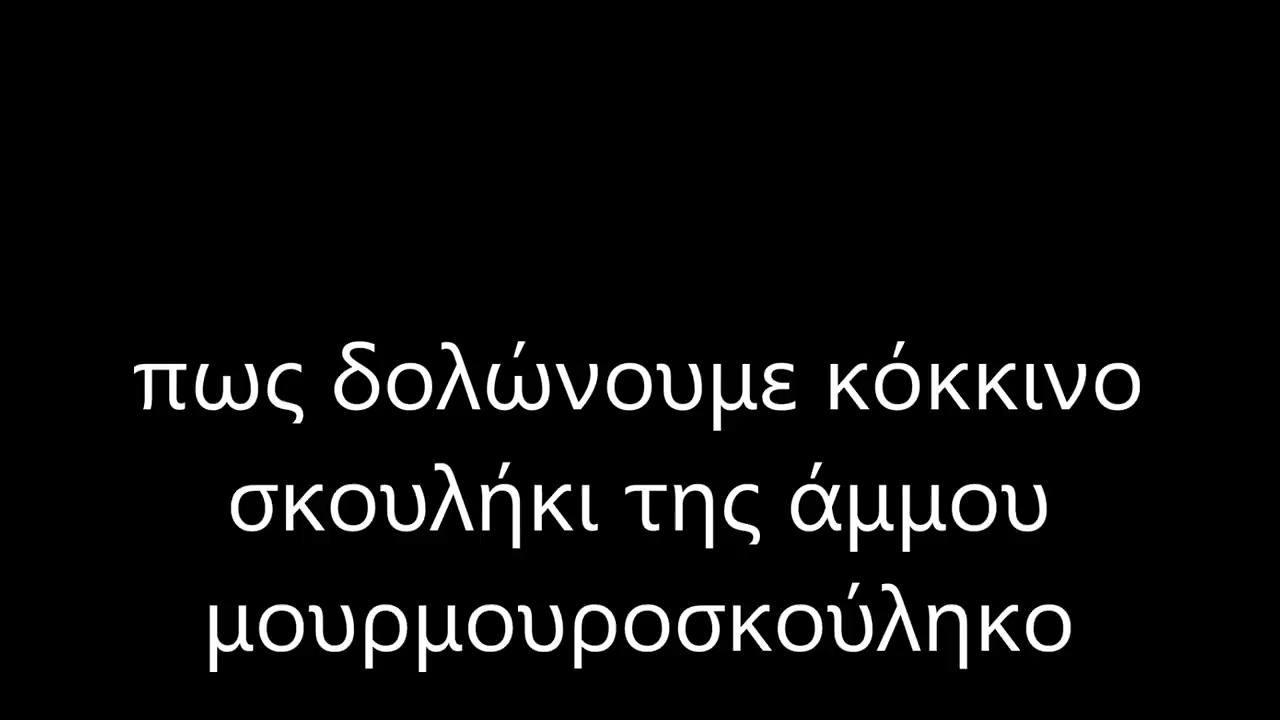 πως δολώνουμε κόκκινο
σκουλήκι της άμμου
μουρμουροσκούληκο